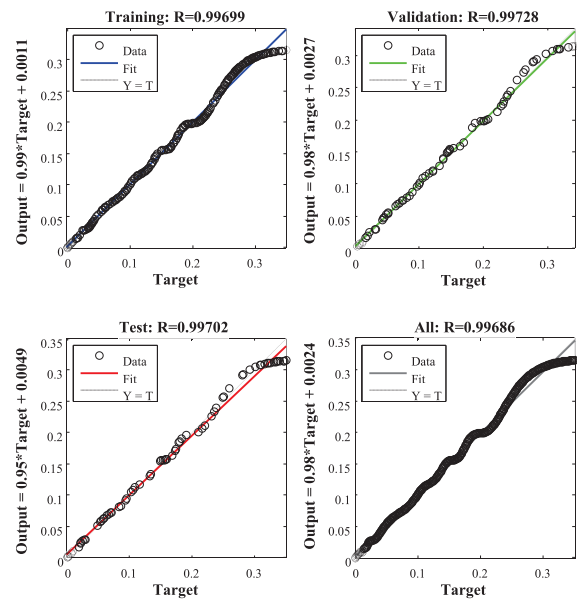 Training: R=0.99699
Output = 0.99*Target + 0.0011
0.3
0.25
0.2
0.15
0.1
0.05
0
Data
Fit
Y = T
0
0.1
0.2
0.3
Target
Validation: R=0.99728
Output = 0.98*Target + 0.0027
0.3
0.25
0.2
0.15
0.1
0.05
0
Data
Fit
Y = T
0
0.1
0.2
0.3
Target
Test: R=0.99702
Output = 0.95*Target + 0.0049
0.35
0.3
0.25
0.2
0.15
0.1
0.05
0
Data
Fit
Y = T
0
0.1
0.2
0.3
Target
All: R=0.99686
Output = 0.98*Target + 0.0024
0.35
0.3
0.25
0.2
0.15
0.1
0.05
0
Data
Fit
Y = T
0
0.1
0.2
0.3
Target